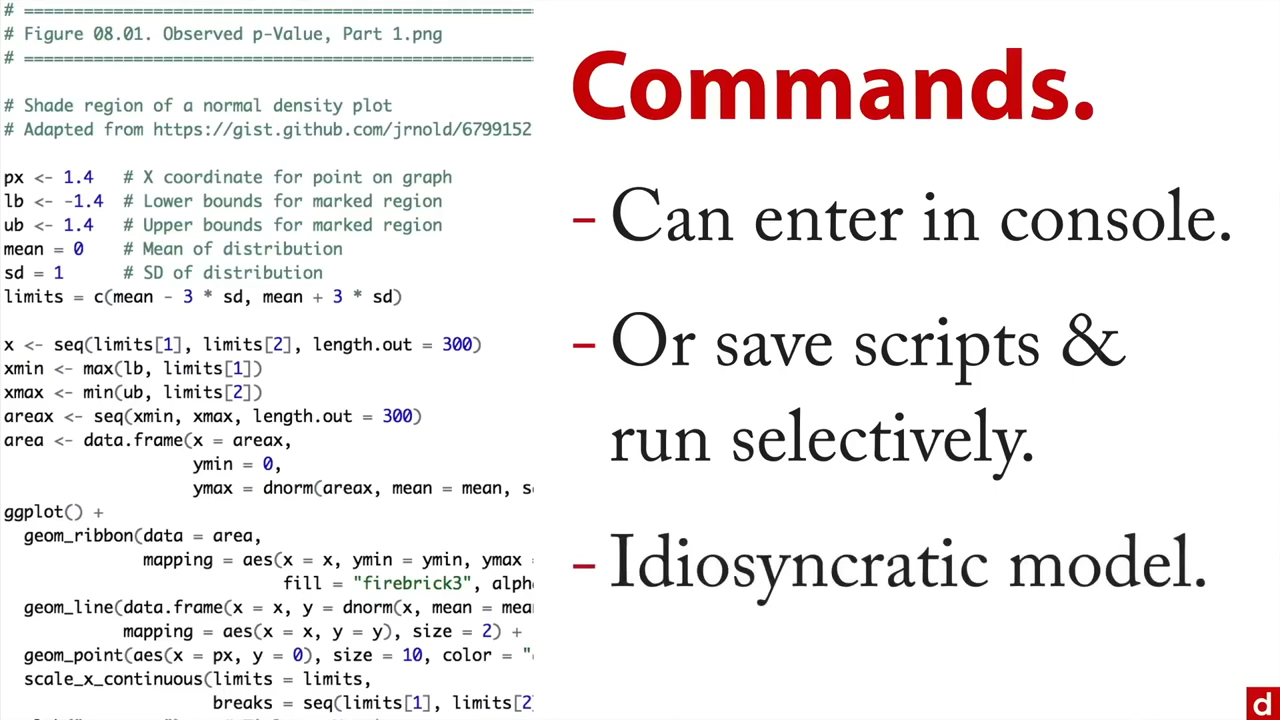 # ====================================================
# Figure 08.01. Observed p-Value, Part 1.png
# ====================================================
# Shade region of a normal density plot
# Adapted from https://gist.github.com/jrnold/6799152
px <- 1.4   # X coordinate for point on graph
lb <- -1.4  # Lower bounds for marked region
ub <- 1.4   # Upper bounds for marked region
mean = 0    # Mean of distribution
sd = 1      # SD of distribution
limits = c(mean - 3 * sd, mean + 3 * sd)
x <- seq(limits[1], limits[2], length.out = 300)
xmin <- max(lb, limits[1])
xmax <- min(ub, limits[2])
areax <- seq(xmin, xmax, length.out = 300)
area <- data.frame(x = areax,
ymin = 0,
ymax = dnorm(areax, mean = mean,
ggplot() +
geom_ribbon(data = area,
mapping = aes(x = x, ymin = ymin, ymax =
fill = "firebrick3",
geom_line(data.frame(x = x, y = dnorm(x, mean =
mapping = aes(x = x, y = y), size = 2) +
geom_point(aes(x = px, y = 0), size = 10, color =
scale_x_continuous(limits = limits,
breaks = seq(limits[1],
Commands.
– Can enter in console.
– Or save scripts &
run selectively.
– Idiosyncratic model.
d